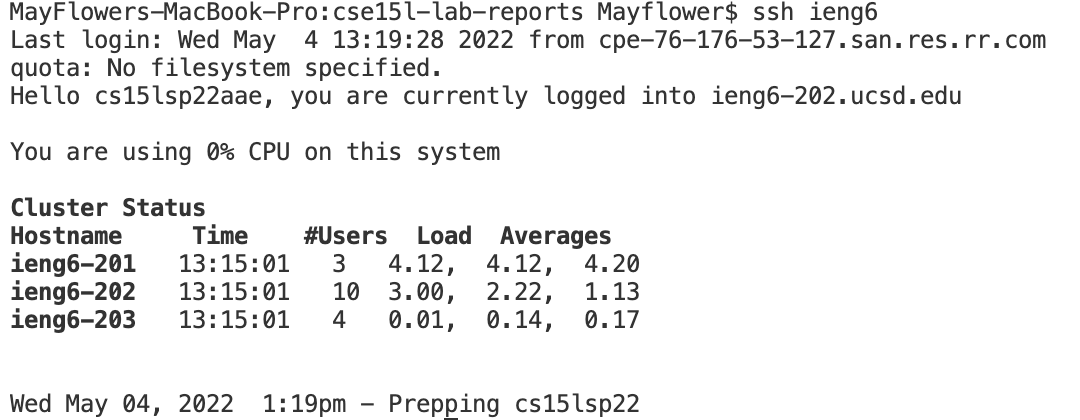 MayFlowers-MacBook-Pro:cse15l-lab-reports Mayflower$ ssh ieng6
Last login: Wed May  4 13:19:28 2022 from cpe-76-176-53-127.san.res.rr.com
quota: No filesystem specified.
Hello cs15lsp22aae, you are currently logged into ieng6-202.ucsd.edu
You are using 0% CPU on this system
Cluster Status
Hostname     Time    #Users  Load  Averages
ieng6-201   13:15:01   3   4.12,  4.12,  4.20
ieng6-202   13:15:01   10  3.00,  2.22,  1.13
ieng6-203   13:15:01   4   0.01,  0.14,  0.17
Wed May 04, 2022  1:19pm - Prepping cs15lsp22